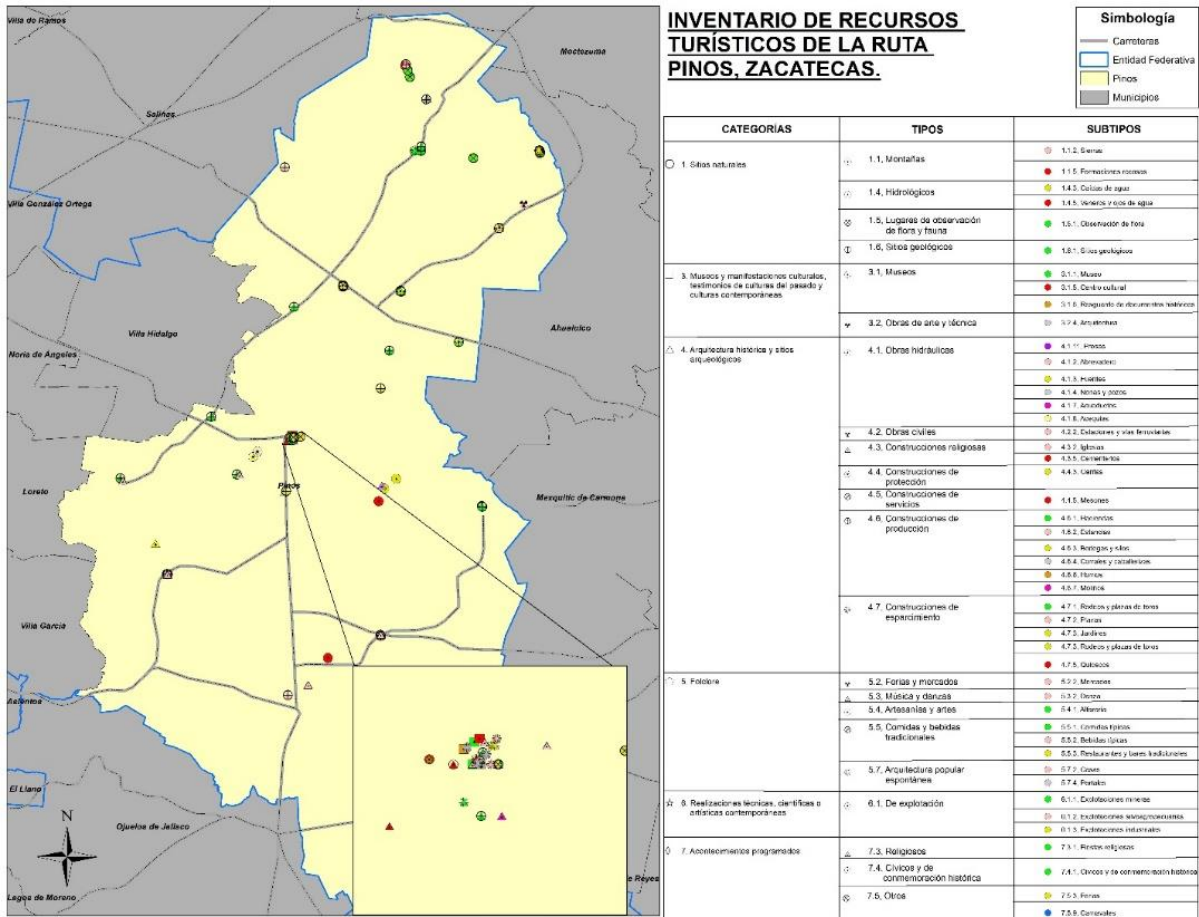 INVENTARIO DE RECURSOS
TURÍSTICOS DE LA RUTA
PINOS, ZACATECAS.
Simbología
Carreteras
Entidad Federativa
Pinos
Municipios
Villa de Ramos
Moctezuma
Salinas
Villa González Ortega
Villa Hidalgo
Ahualulco
Noria de Ángeles
Pinos
Loreto
Mexquitic de Carmona
Villa García
Asientos
El Llano
N
Ojuelos de Jalisco
Lagos de Moreno
e Reyes
CATEGORÍAS
TIPOS
SUBTIPOS
1. Sitios naturales
1.1, Montañas
1.1.2, Sierras
1.1.5, Formaciones rocosas
1.4, Hidrológicos
1.4.3, Caídas de agua
1.4.5, Veneros y ojos de agua
1.5, Lugares de observación
de flora y fauna
1.5.1, Observación de flora
1.6, Sitios geológicos
1.6.1, Sitios geológicos
3. Museos y manifestaciones culturales,
testimonios de culturas del pasado y
culturas contemporáneas
3.1, Museos
3.1.1, Museo
3.1.5, Centro cultural
3.1.6, Resguardo de documentos históricos
3.2, Obras de arte y técnica
3.2.4, Arquitectura
4. Arquitectura histórica y sitios
arqueológicos
4.1. Obras hidráulicas
4.1.11, Presas
4.1.2, Abrevadero
4.1.3, Fuentes
4.1.4, Norias y pozos
4.1.7, Acueductos
4.1.8, Acequias
4.2. Obras civiles
4.2.2, Estaciones y vías ferroviarias
4.3. Construcciones religiosas
4.3.2, Iglesias
4.3.5, Cementerios
4.4. Construcciones de
protección
4.4.3,
4.5, Construcciones de
servicios
4.4.5, Mesones
4.6, Construcciones de
producción
4.6.1, Haciendas
4.6.2, Estancias
4.6.3, Bodegas y silos
4.6.4, Corrales y caballerizas
4.6.6, Hornos
4.6.7, Molinos
4.7, Construcciones de
esparcimiento
4.7.1, Rodeos y plazas de toros
4.7.2, Plazas
4.7.3, Jardines
4.7.3, Rodeos y plazas de toros
4.7.5, Quioscos
5. Folclore
5.2, Ferias y mercados
5.2.2, Mercados
5.3, Música y danzas
5.3.2, Danza
5.4, Artesanías y artes
5.4.1, Alfarería
5.5, Comidas y bebidas
tradicionales
5.5.1, Comidas típicas
5.5.2, Bebidas típicas
5.5.3, Restaurantes y bares tradicionales
5.7, Arquitectura popular
espontánea
5.7.2,
5.7.4, Portales
6. Realizaciones técnicas, científicas o
artísticas contemporáneas
6.1. De explotación
6.1.1, Explotaciones mineras
6.1.2, Explotaciones
6.1.3, Explotaciones industriales
7. Acontecimientos programados
7.3, Religiosos
7.3.1, Fiestas religiosas
7.4. Cívicos y de
conmemoración histórica
7.4.1, Cívicos y de conmemoración histórica
7.5, Otros
7.5.3, Ferias
7.5.9, Carnavales